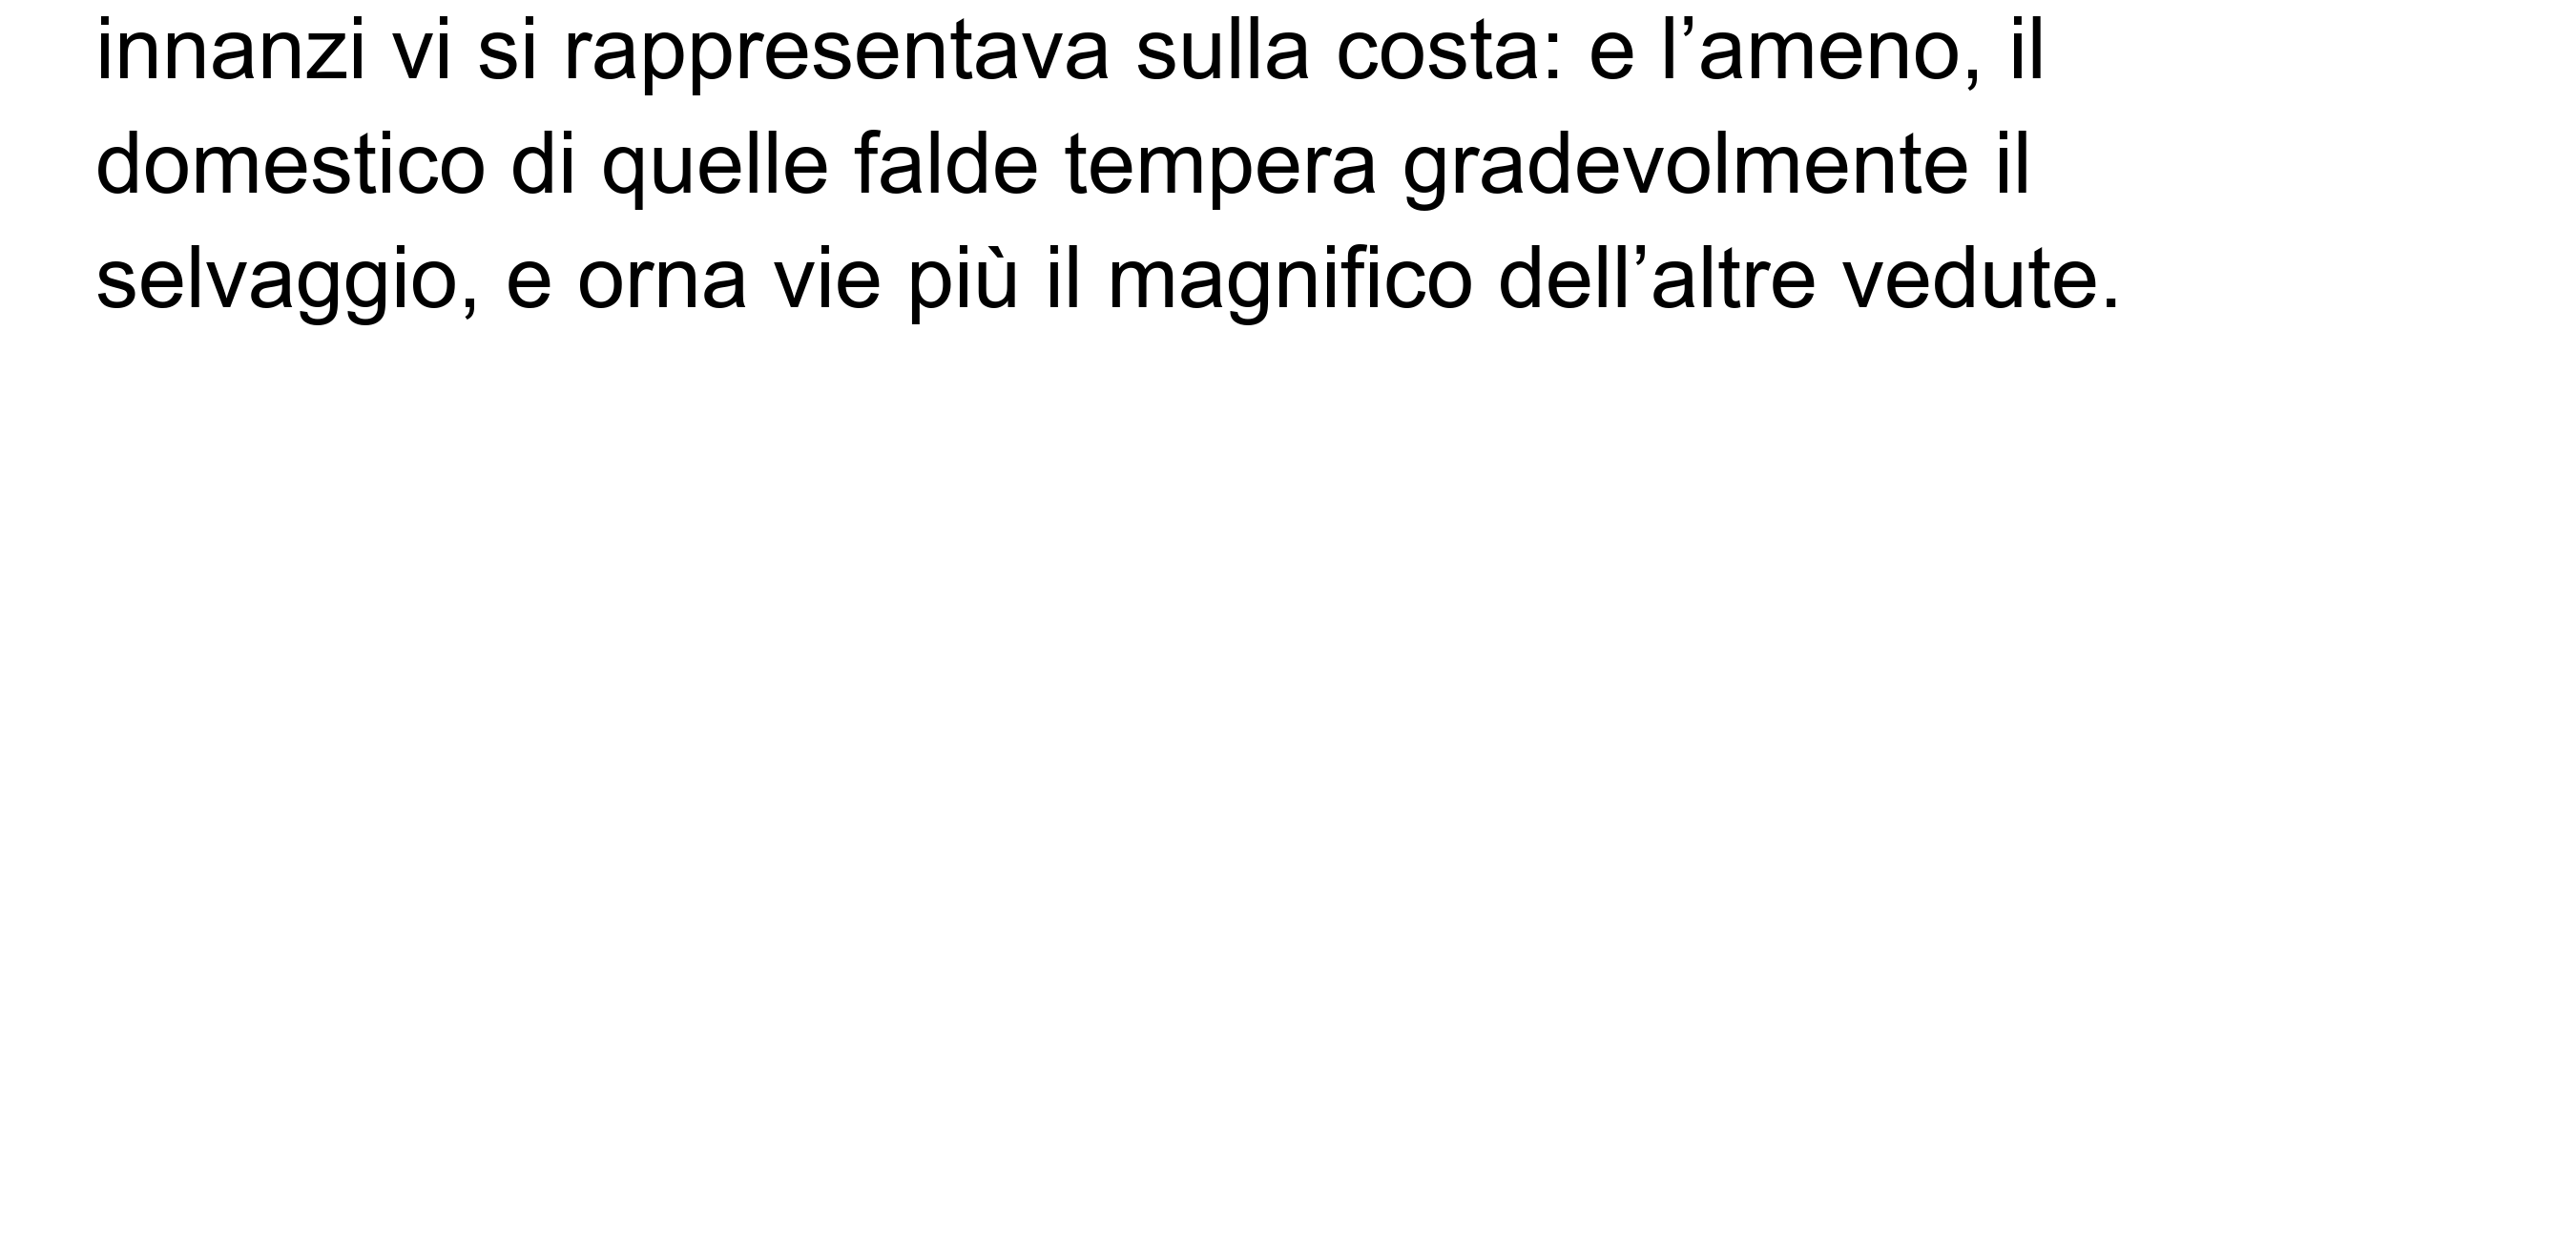 innanzi vi si rappresentava sulla costa: e l’ameno, il
domestico di quelle falde tempera gradevolmente il
selvaggio, e orna vie più il magnifico dell’altre vedute.